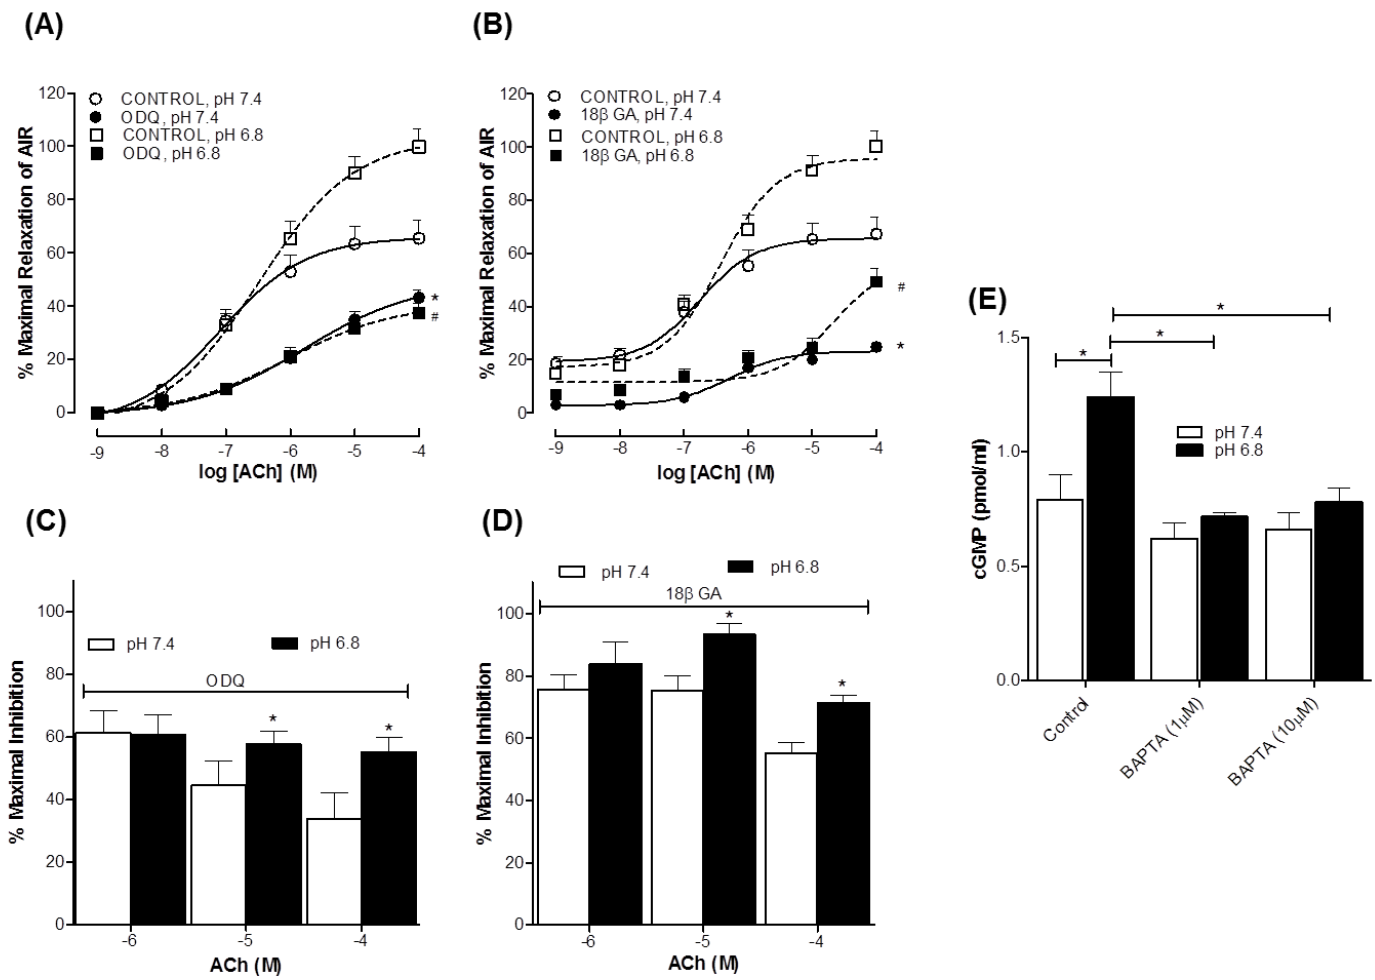 (A)
% Maximal Relaxation of AIR
120
100
80
60
40
20
0
CONTROL, pH 7.4
ODQ, pH 7.4
CONTROL, pH 6.8
ODQ, pH 6.8
*
#
-9 -8 -7 -6 -5 -4
log [ACh] (M)
(B)
% Maximal Relaxation of AIR
120
100
80
60
40
20
0
CONTROL, pH 7.4
18β GA, pH 7.4
CONTROL, pH 6.8
18β GA, pH 6.8
#
*
-9 -8 -7 -6 -5 -4
log [ACh] (M)
(C)
% Maximal Inhibition
100
80
60
40
20
0
pH 7.4 pH 6.8
ODQ
* *
-6 -5 -4
ACh (M)
(D)
% Maximal Inhibition
100
80
60
40
20
0
pH 7.4 pH 6.8
18β GA
* *
-6 -5 -4
ACh (M)
(E)
cGMP (pmol/ml)
1.5
1.0
0.5
0.0
*
*
*
pH 7.4
pH 6.8
Control
BAPTA (1μM)
BAPTA (10μM)